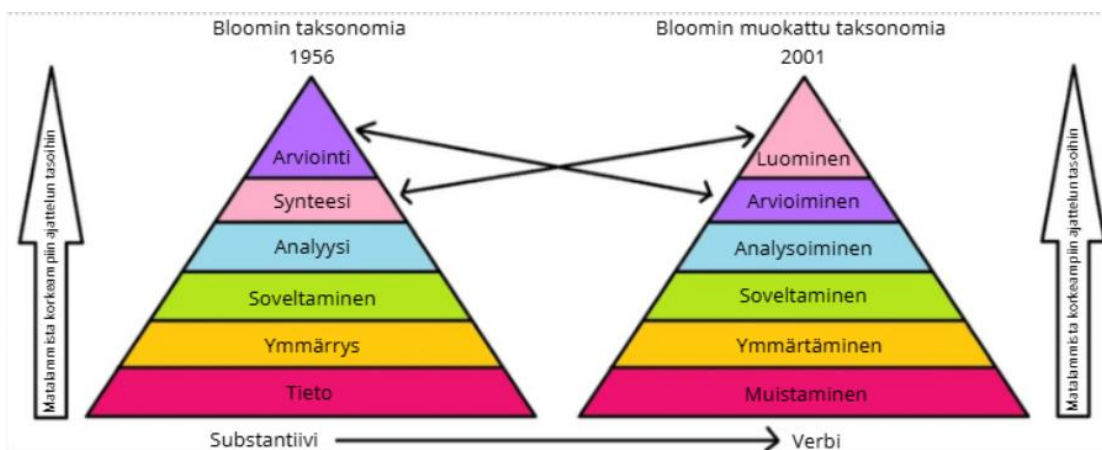 Bloomin taksonomia
1956
Bloomin muokattu taksonomia
2001
Matalammista korkeampiin ajattelun tasoihin
Arviointi
Synteesi
Analyysi
Soveltaminen
Ymmärrys
Tieto
Luominen
Arvioiminen
Analysoiminen
Soveltaminen
Ymmärtäminen
Muistaminen
Matalammista korkeampiin ajattelun tasoihin
Substantiivi
Verbi